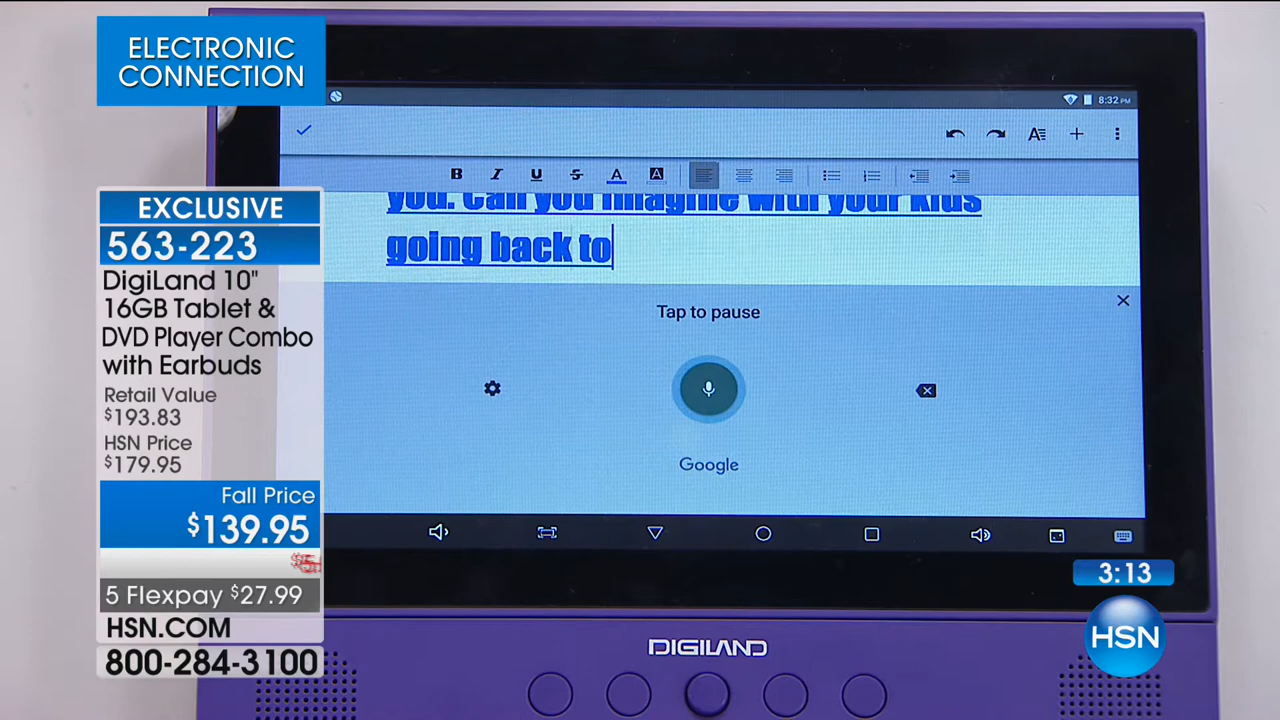 ELECTRONIC
CONNECTION
EXCLUSIVE
563-223
DigiLand 10"
16GB Tablet &
DVD Player Combo
with Earbuds
Retail Value
$193.83
HSN Price
$179.95
Fall Price
$139.95
5 Flexpay $27.99
HSN.COM
800-284-3100
8:32 PM
B I U S A A
you. Can you imagine with your kids
going back to
Tap to pause
Google
3:13
HSN
DIGILAND